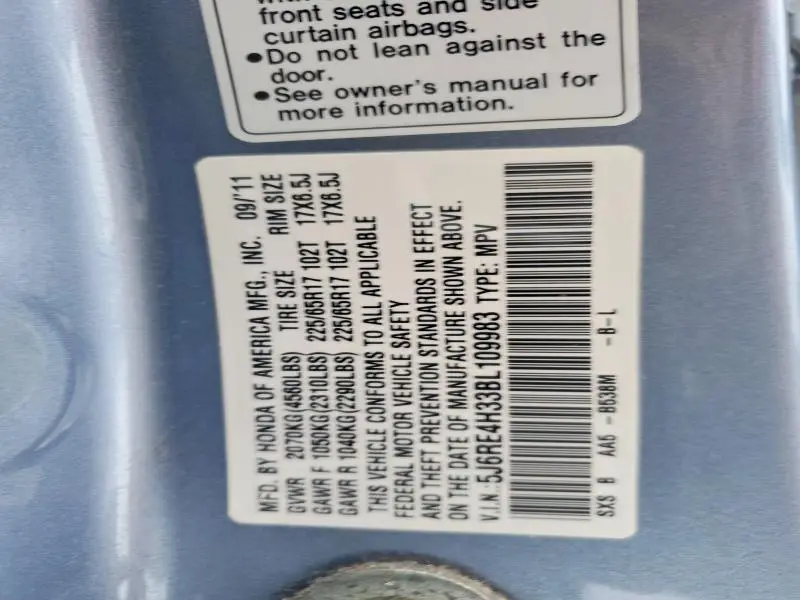 front seats and side
curtain airbags.
●Do not lean against the
door.
●See owner's manual for
more information.
MFD. BY HONDA OF AMERICA MFG., INC. 09/'11
GVWR 2070KG(4560LBS) TIRE SIZE RIM SIZE
GAWR F 1050KG(2310LBS) 225/65R17 102T 17X6.5J
GAWR R 1040KG(2290LBS) 225/65R17 102T 17X6.5J
THIS VEHICLE CONFORMS TO ALL APPLICABLE
FEDERAL MOTOR VEHICLE SAFETY
AND THEFT PREVENTION STANDARDS IN EFFECT
ON THE DATE OF MANUFACTURE SHOWN ABOVE.
V.I.N.:5J6RE4H33BL109983 TYPE: MPV
SXS B AA5 -B538M -B-L